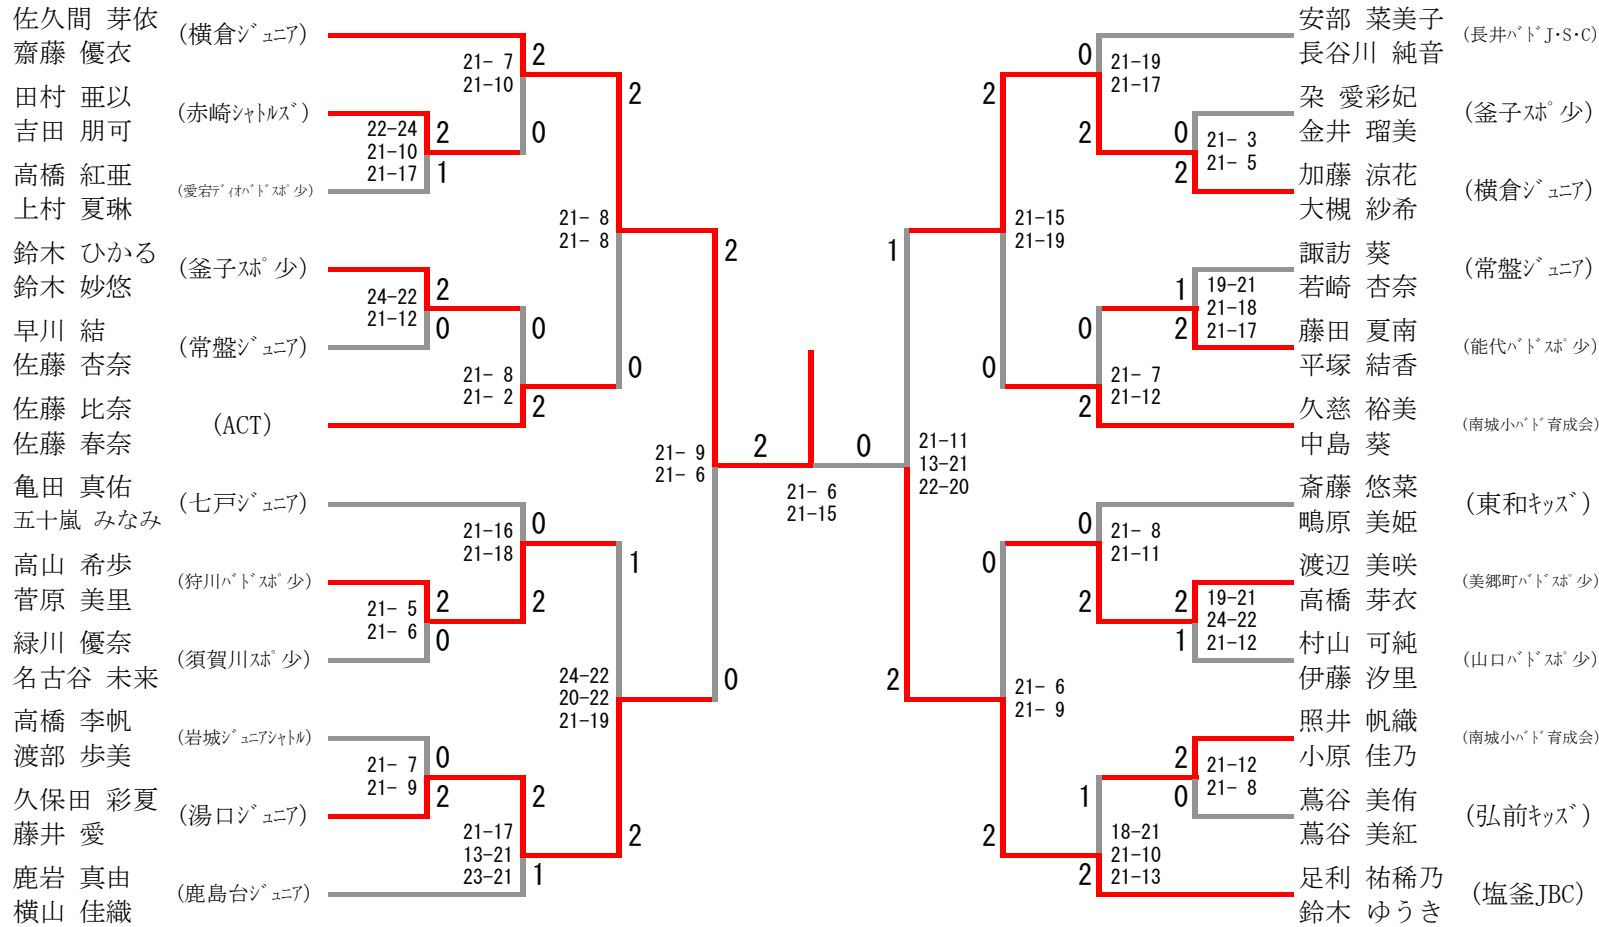 佐久間 芽依
齋藤 優衣
(横倉ｼﾞｭﾆｱ)
田村 亜以
吉田 朋可
(赤崎ｼｬﾄﾙｽﾞ)
高橋 紅亜
上村 夏琳
(愛宕ﾃﾞｨｵﾊﾞﾄﾞｽﾎﾟ少)
鈴木 ひかる
鈴木 妙悠
(釜子ｽﾎﾟ少)
早川 結
佐藤 杏奈
(常盤ｼﾞｭﾆｱ)
佐藤 比奈
佐藤 春奈
(ACT)
亀田 真佑
五十嵐 みなみ
(七戸ｼﾞｭﾆｱ)
高山 希歩
菅原 美里
(狩川ﾊﾞﾄﾞｽﾎﾟ少)
緑川 優奈
名古谷 未来
(須賀川ｽﾎﾟ少)
高橋 李帆
渡部 歩美
(岩城ｼﾞｭﾆｱｼｬﾄﾙ)
久保田 彩夏
藤井 愛
(湯口ｼﾞｭﾆｱ)
鹿岩 真由
横山 佳織
(鹿島台ｼﾞｭﾆｱ)
22-24
21-10
21-17
2
1
24-22
21-12
2
0
21- 5
21- 6
2
0
21- 7
21- 9
0
2
21- 7
21-10
2
0
21- 8
21- 2
0
2
21-16
21-18
0
2
21-17
13-21
23-21
2
1
21- 8
21- 8
2
0
24-22
20-22
21-19
1
2
21- 9
21- 6
2
0
2
0
21- 6
21-15
21-11
13-21
22-20
1
2
21-15
21-19
2
0
21- 6
21- 9
0
2
21-19
21-17
0
2
21- 7
21-12
0
2
21- 8
21-11
0
2
18-21
21-10
21-13
1
2
21- 3
21- 5
0
2
19-21
21-18
21-17
1
2
19-21
24-22
21-12
2
1
21-12
21- 8
2
0
安部 菜美子
長谷川 純音
(長井ﾊﾞﾄﾞJ･S･C)
朶 愛彩妃
金井 瑠美
(釜子ｽﾎﾟ少)
加藤 涼花
大槻 紗希
(横倉ｼﾞｭﾆｱ)
諏訪 葵
若崎 杏奈
(常盤ｼﾞｭﾆｱ)
藤田 夏南
平塚 結香
(能代ﾊﾞﾄﾞｽﾎﾟ少)
久慈 裕美
中島 葵
(南城小ﾊﾞﾄﾞ育成会)
斎藤 悠菜
鴫原 美姫
(東和ｷｯｽﾞ)
渡辺 美咲
高橋 芽衣
(美郷町ﾊﾞﾄﾞｽﾎﾟ少)
村山 可純
伊藤 汐里
(山口ﾊﾞﾄﾞｽﾎﾟ少)
照井 帆織
小原 佳乃
(南城小ﾊﾞﾄﾞ育成会)
蔦谷 美侑
蔦谷 美紅
(弘前ｷｯｽﾞ)
足利 祐稀乃
鈴木 ゆうき
(塩釜JBC)